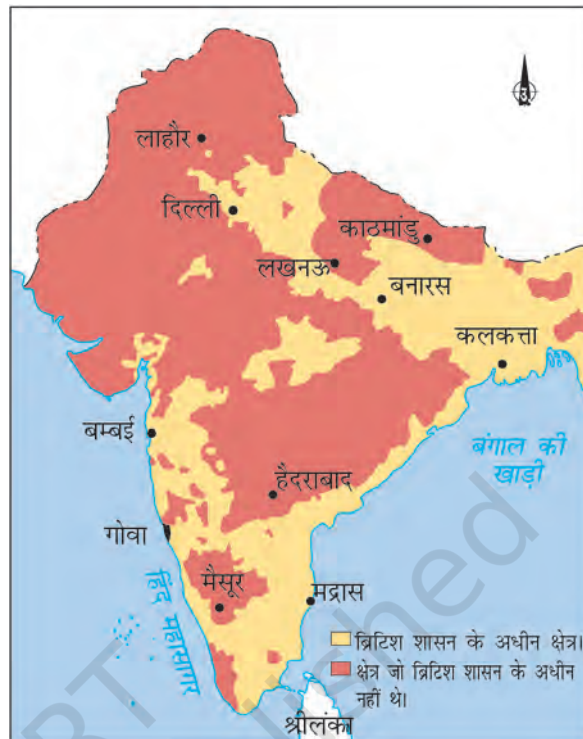 उ
लाहौर
दिल्ली
काठमांडु
लखनऊ
बनारस
कलकत्ता
बम्बई
बंगाल की
खाड़ी
हैदराबाद
गोवा
मैसूर
मद्रास
हिंद महासागर
ब्रिटिश शासन के अधीन क्षेत्र।
क्षेत्र जो ब्रिटिश शासन के अधीन
नहीं थे।
श्रीलंका